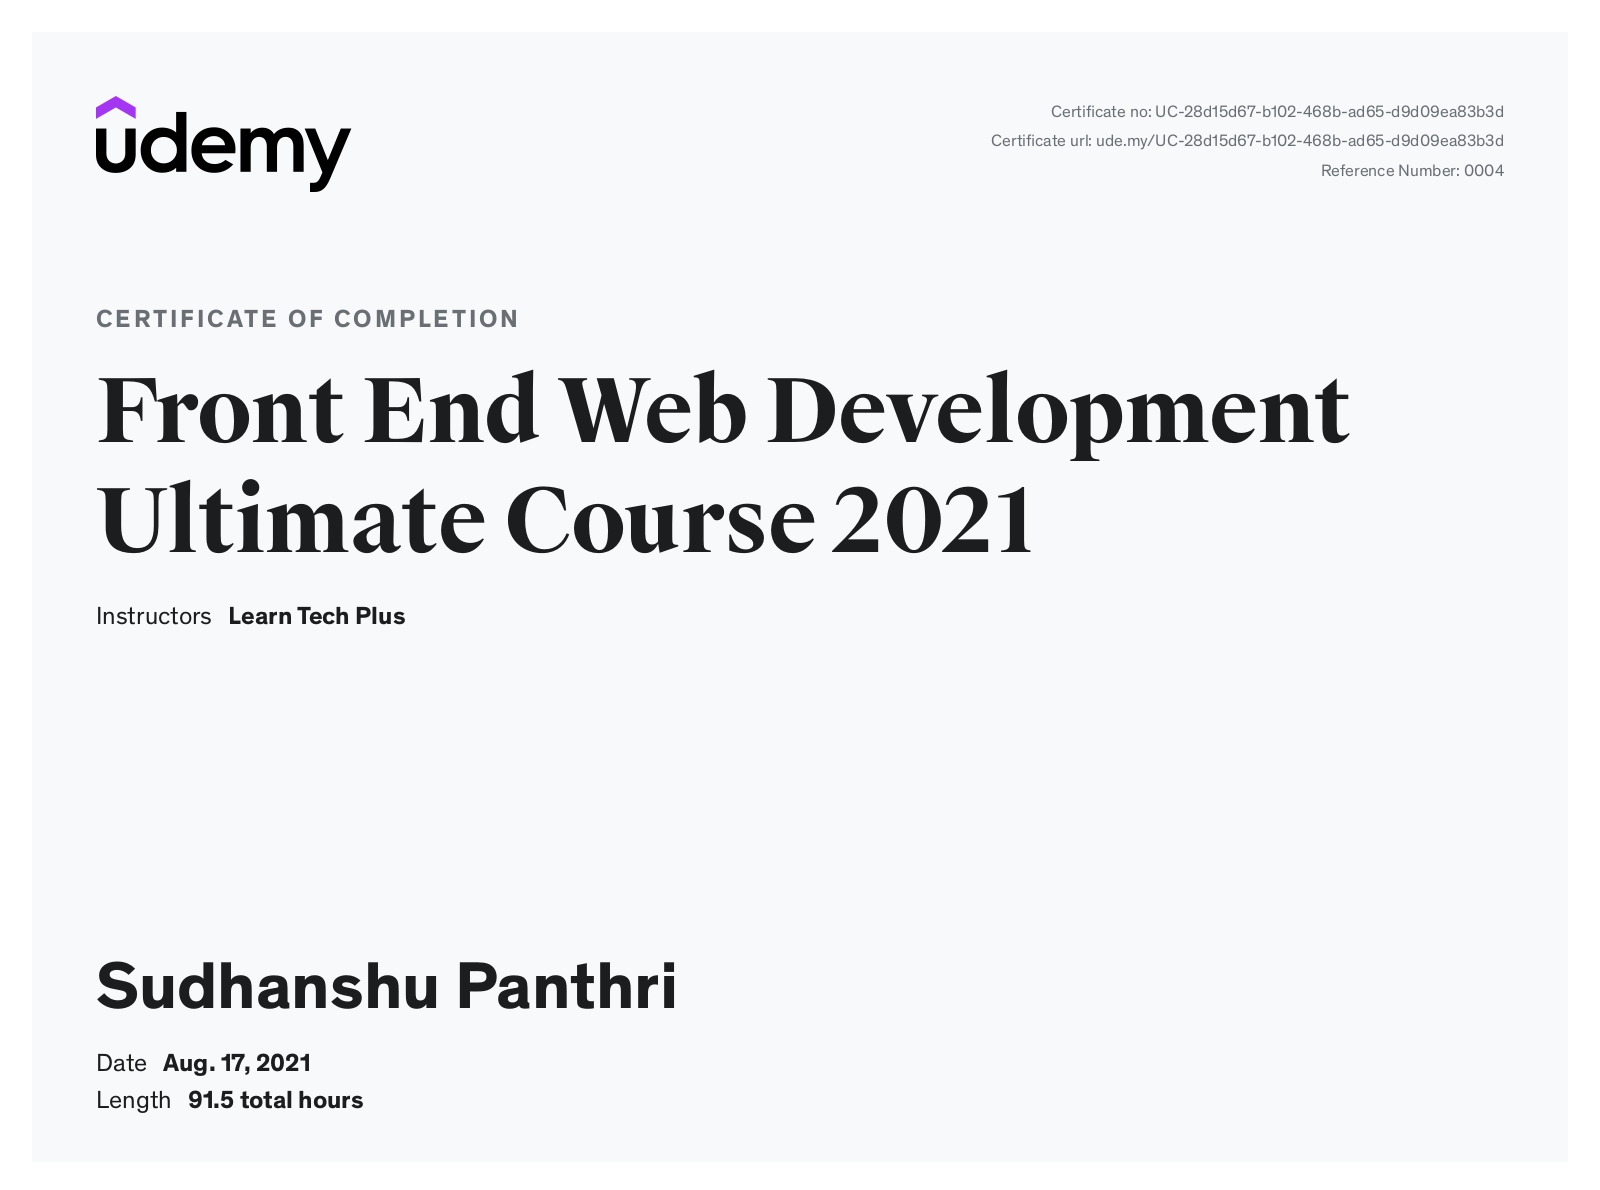 udemy
Certificate no: UC-28d15d67-b102-468b-ad65-d9d09ea83b3d
Certificate url: ude.my/UC-28d15d67-b102-468b-ad65-d9d09ea83b3d
Reference Number: 0004
CERTIFICATE OF COMPLETION
Front End Web Development
Ultimate Course 2021
Instructors Learn Tech Plus
Sudhanshu Panthri
Date Aug. 17, 2021
Length 91.5 total hours